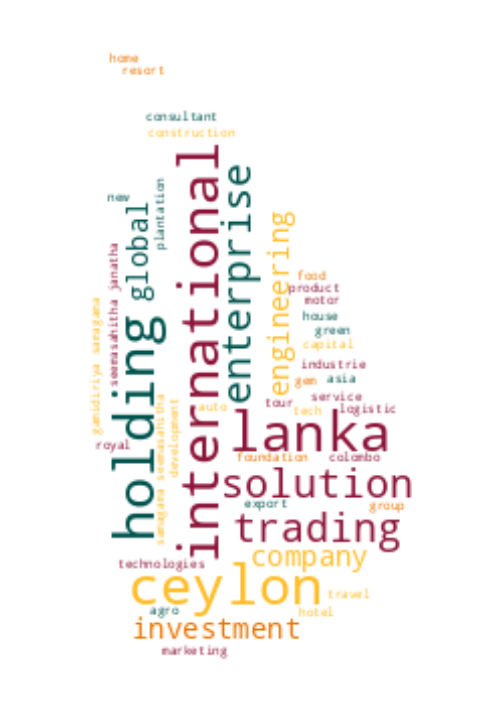 home
resort
consultant
construction
international
enterprise
holding
global
plantation
new
seemasahitha janatha
gamidiriya samagama
engineering
food
product
motor
house
green
capital
industrie
gem
asia
service
tour
tech
logistic
auto
lanka
royal
development
samagama seemasahitha
foundation
colombo
solution
export
group
trading
company
technologies
ceylon
travel
agro
hotel
investment
marketing